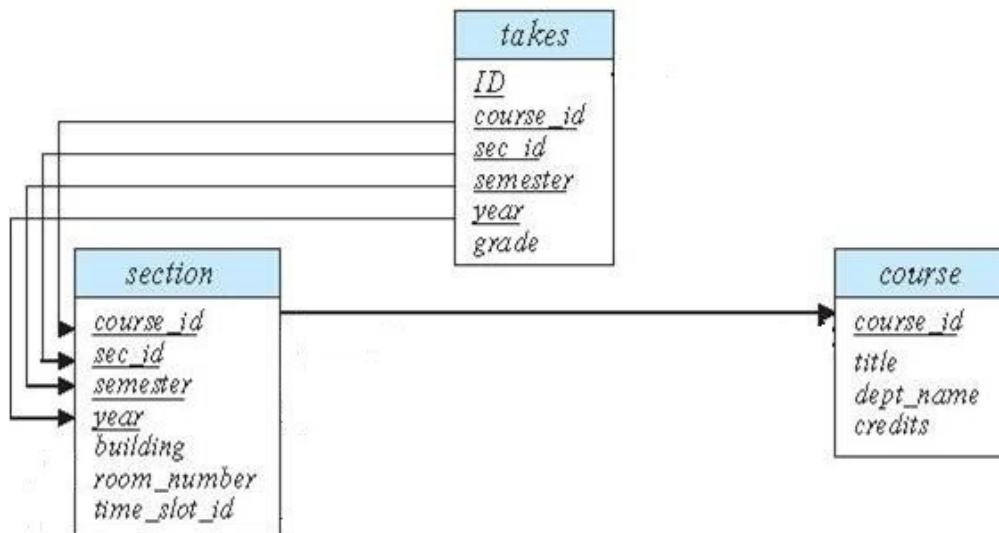 takes
ID
course_id
sec_id
semester
year
grade
section
course_id
sec_id
semester
year
building
room_number
time_slot_id
course
course_id
title
dept_name
credits